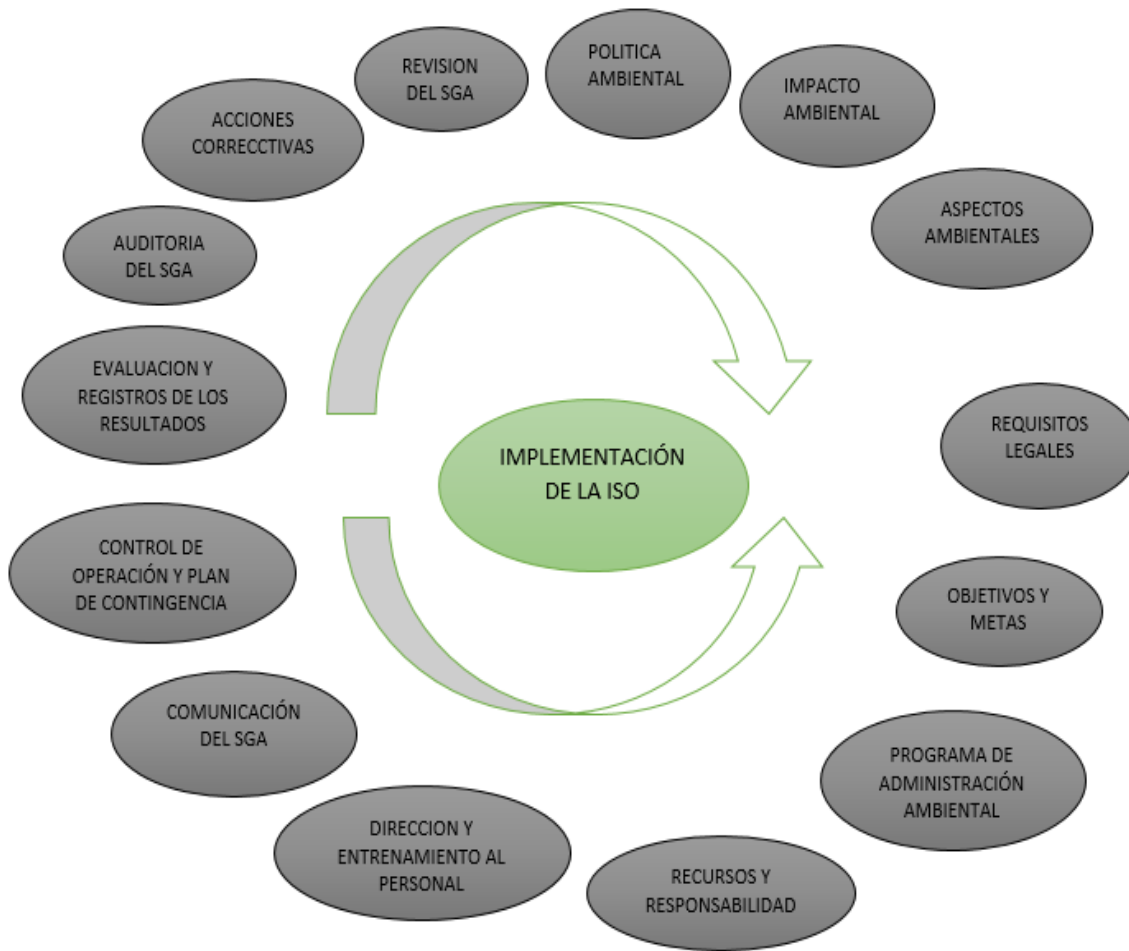 REVISION
DEL SGA
POLITICA
AMBIENTAL
IMPACTO
AMBIENTAL
ASPECTOS
AMBIENTALES
REQUISITOS
LEGALES
OBJETIVOS Y
METAS
PROGRAMA DE
ADMINISTRACIÓN
AMBIENTAL
RECURSOS Y
RESPONSABILIDAD
DIRECCION Y
ENTRENAMIENTO AL
PERSONAL
COMUNICACIÓN
DEL SGA
CONTROL DE
OPERACIÓN Y PLAN
DE CONTINGENCIA
EVALUACION Y
REGISTROS DE LOS
RESULTADOS
AUDITORIA
DEL SGA
ACCIONES
CORRECCTIVAS
IMPLEMENTACIÓN
DE LA ISO